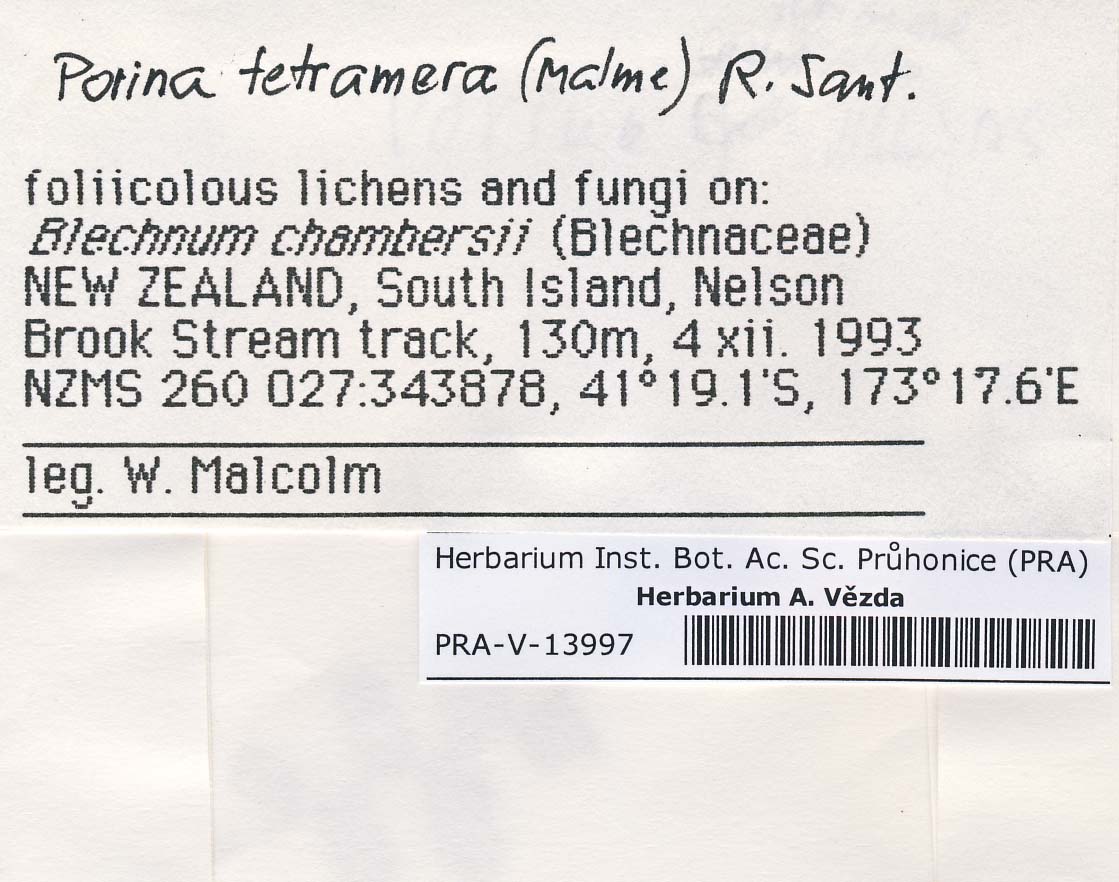 Porina tetramera (Malme) R. Sant.
foliicolous lichens and fungi on:
Blechnum chambersii (Blechnaceae)
NEW ZEALAND, South Island, Nelson
Brook Stream track, 130m, 4 xii. 1993
NZMS 260 027:343878, 41°19.1'S, 173°17.6'E
leg. W. Malcolm
Herbarium Inst. Bot. Ac. Sc. Průhonice (PRA)
Herbarium A. Vězda
PRA-V-13997